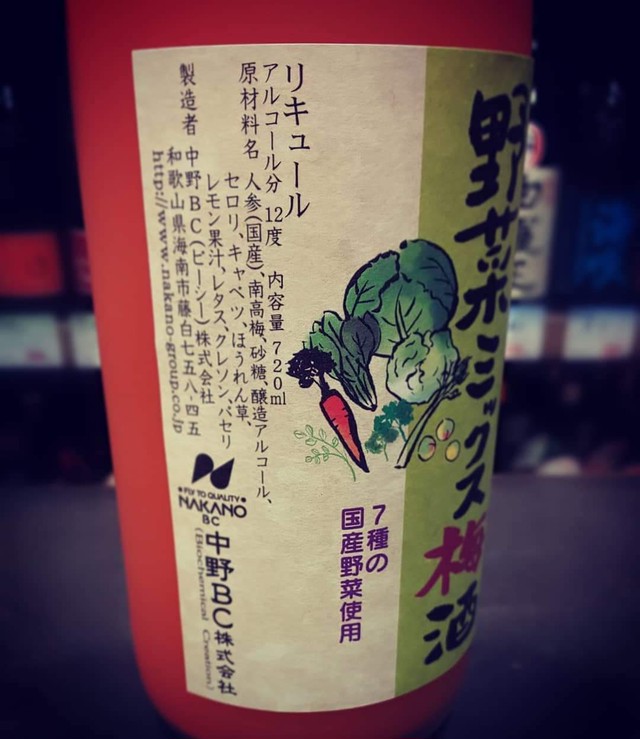 野菜ミックス梅酒
7種の
国産野菜使用
リキュール
アルコール分 12度 内容量 720ml
原材料名 人参(国産)、南高梅、砂糖、醸造アルコール、
セロリ、キャベツ、ほうれん草、
レモン果汁、レタス、クレソン、パセリ
製造者 中野BC(ビーシー)株式会社
和歌山県海南市藤白七五八-四五
http://www.nakano-group.co.jp
FLY TO QUALITY
NAKANO
BC
中野BC株式会社
(Biochemical Creation)